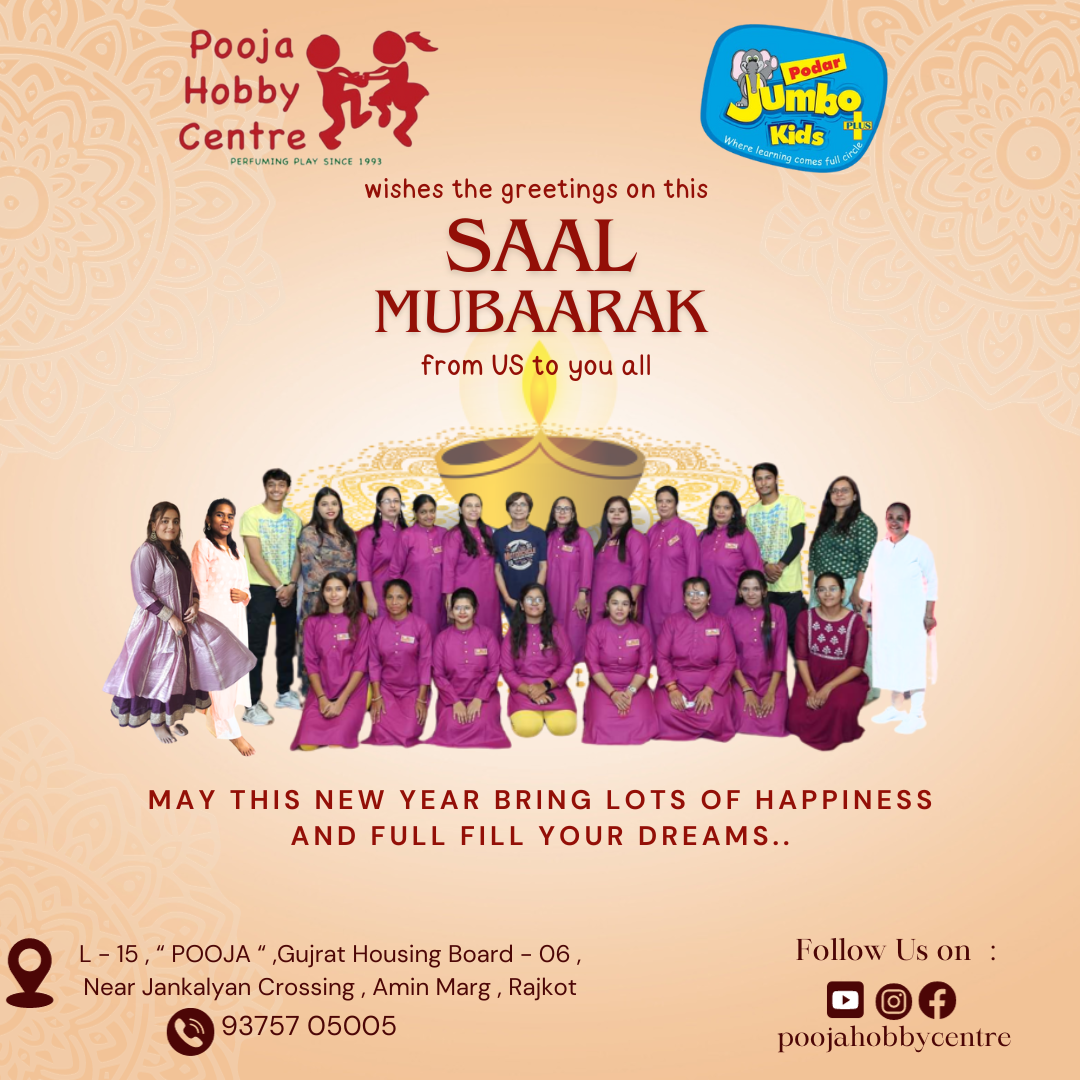 Pooja
Hobby
Centre
PERFUMING PLAY SINCE 1993
Podar
Jumbo
Kids
PLUS
Where learning comes full circle
wishes the greetings on this
SAAL
MUBAARAK
from US to you all
MAY THIS NEW YEAR BRING LOTS OF HAPPINESS
AND FULL FILL YOUR DREAMS..
L - 15 , “ POOJA “ ,Gujrat Housing Board - 06 ,
Near Jankalyan Crossing , Amin Marg , Rajkot
93757 05005
Follow Us on :
poojahobbycentre